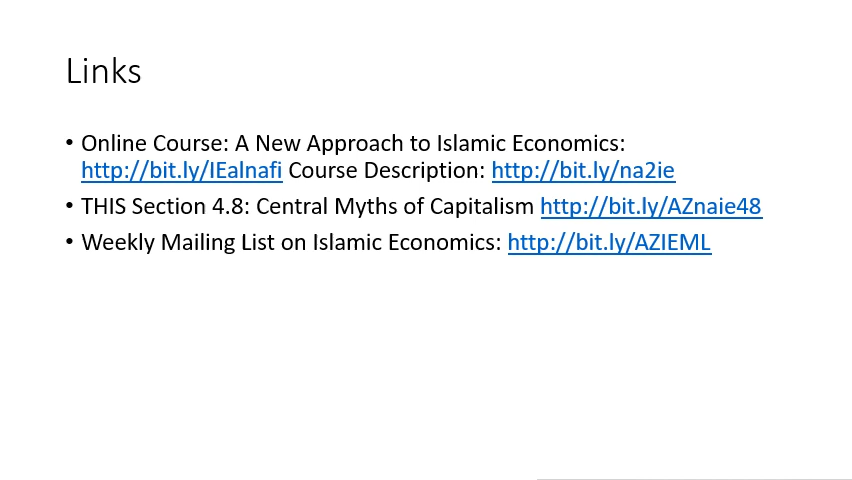 Links
• Online Course: A New Approach to Islamic Economics:
http://bit.ly/IEalnafi Course Description: http://bit.ly/na2ie
• THIS Section 4.8: Central Myths of Capitalism http://bit.ly/AZnaie48
• Weekly Mailing List on Islamic Economics: http://bit.ly/AZIEML